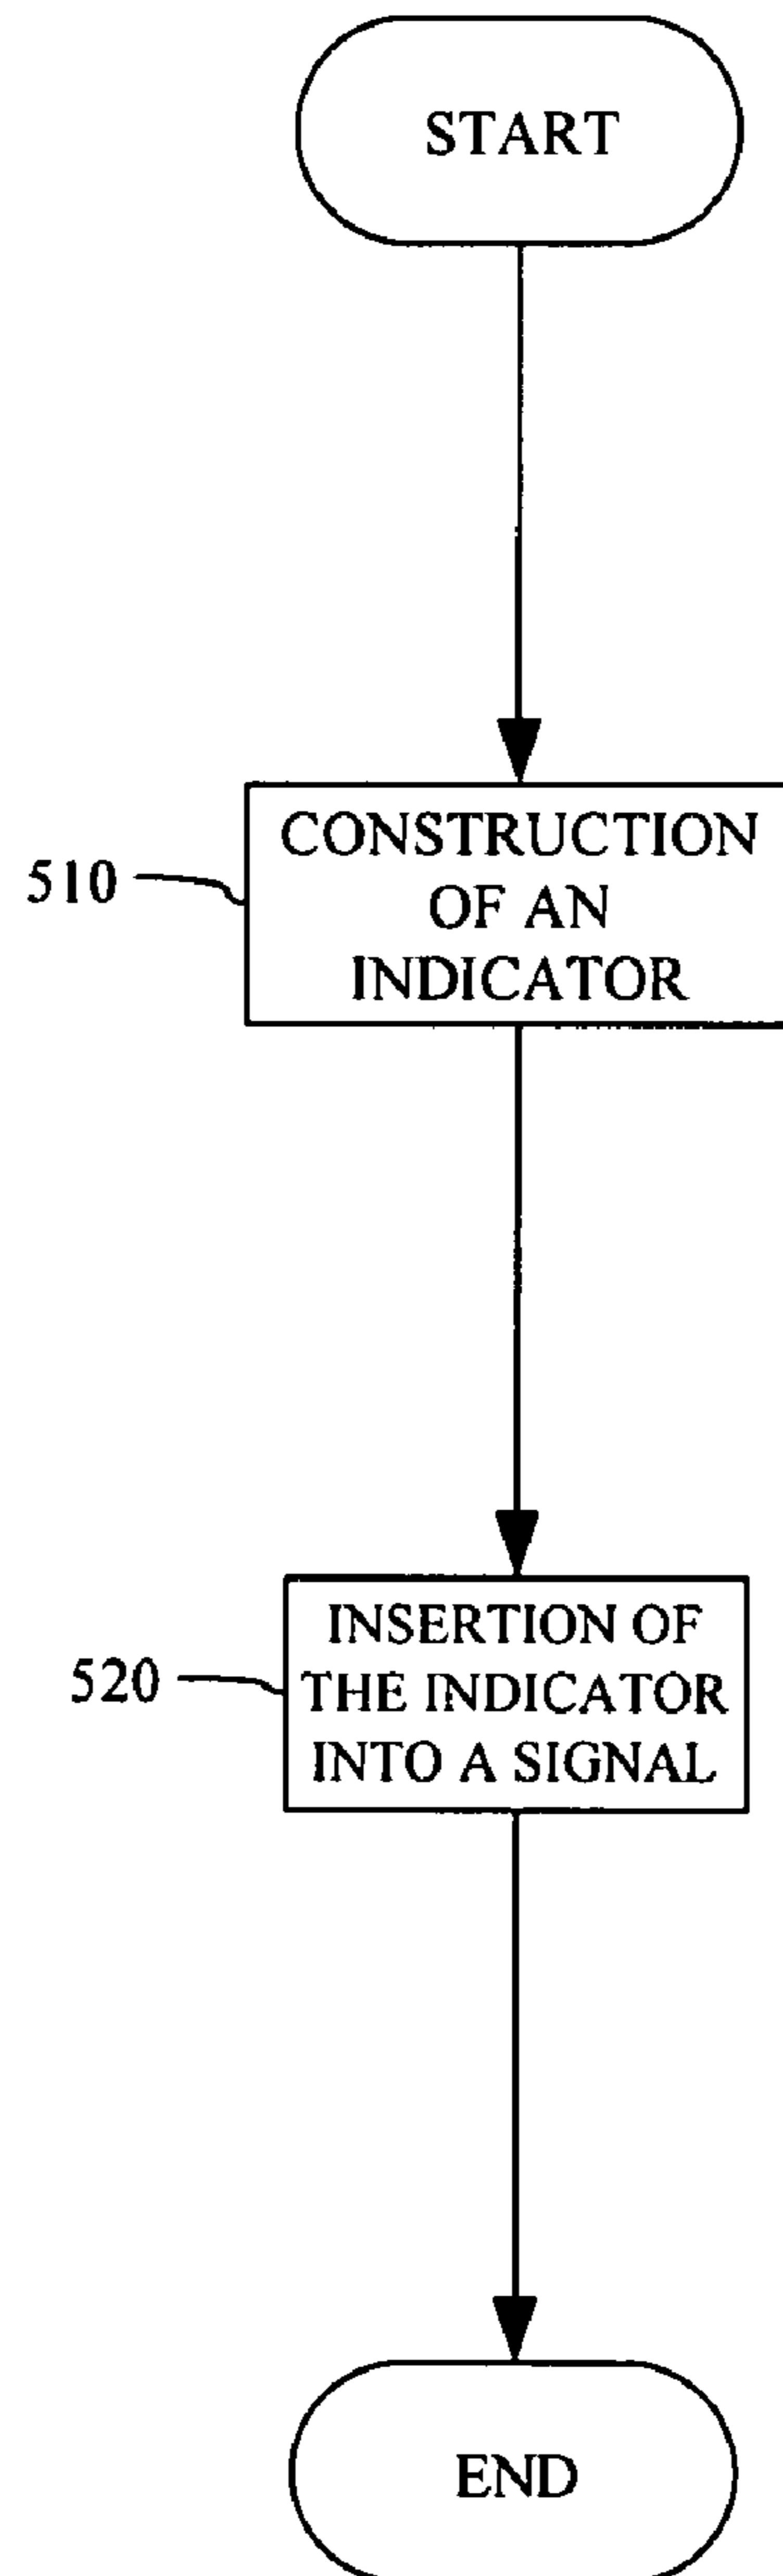 START
510
CONSTRUCTION
OF AN
INDICATOR
520
INSERTION OF
THE INDICATOR
INTO A SIGNAL
END